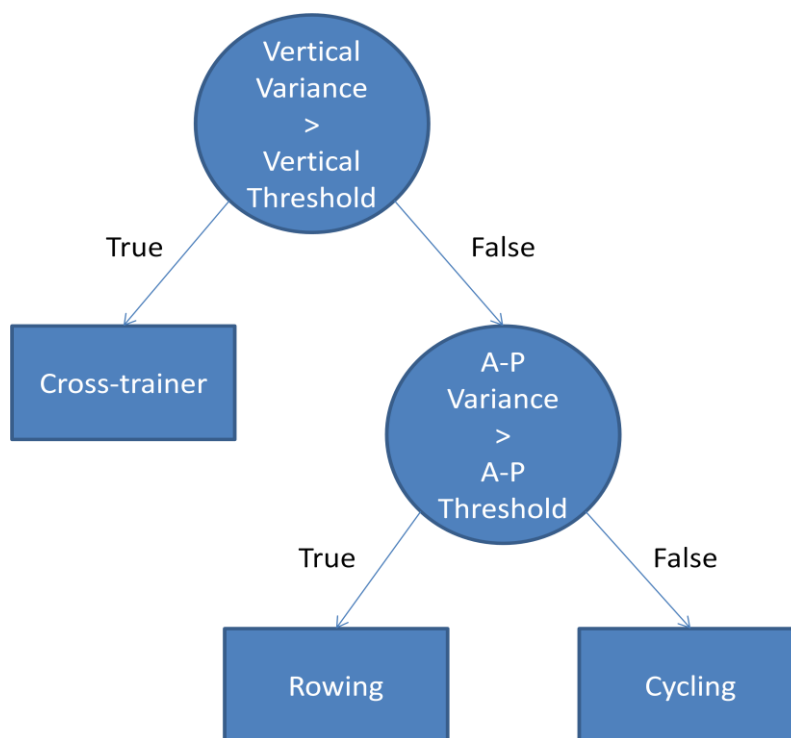 Vertical
Variance
>
Vertical
Threshold
True
False
Cross-trainer
A-P
Variance
>
A-P
Threshold
True
False
Rowing
Cycling